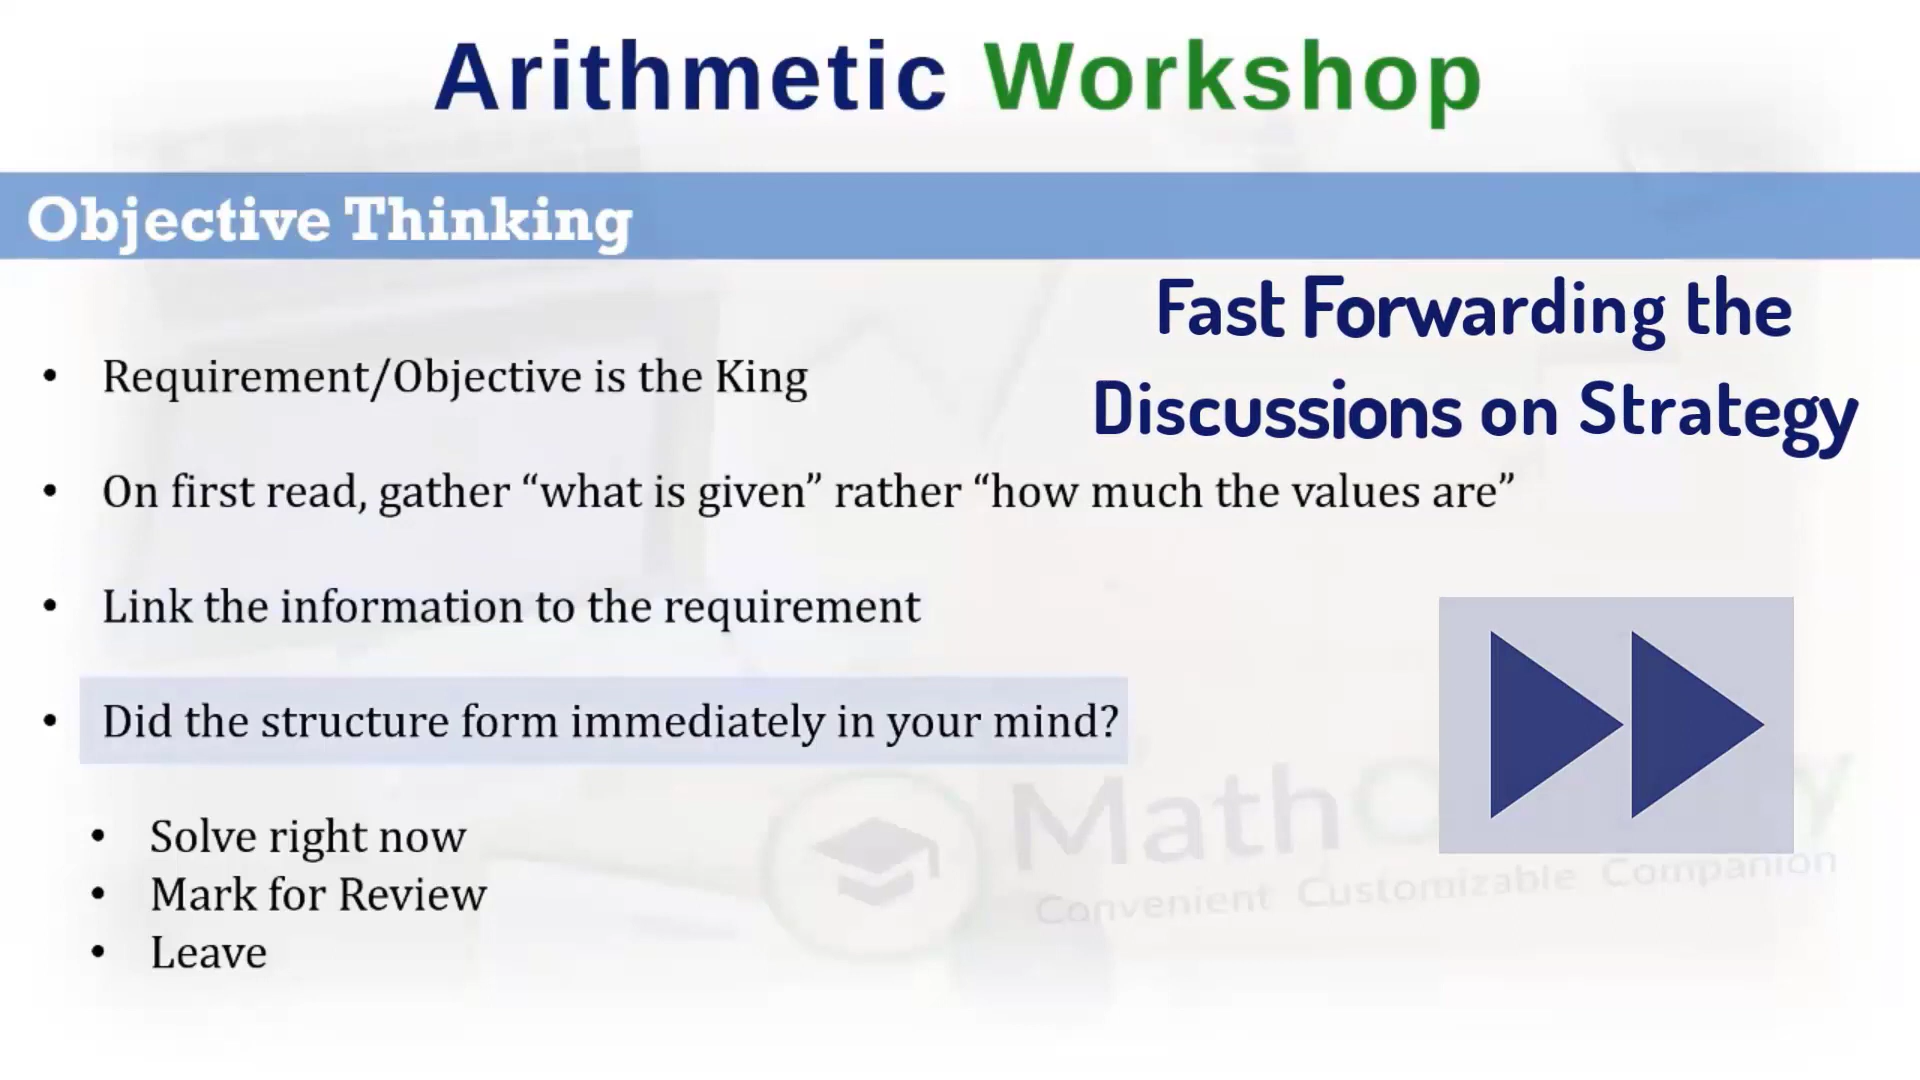 Arithmetic Workshop
Objective Thinking
Fast Forwarding the
Discussions on Strategy
• Requirement/Objective is the King
• On first read, gather “what is given” rather “how much the values are”
• Link the information to the requirement
• Did the structure form immediately in your mind?
• Solve right now
• Mark for Review
• Leave
Math
Convenient Customizable Companion